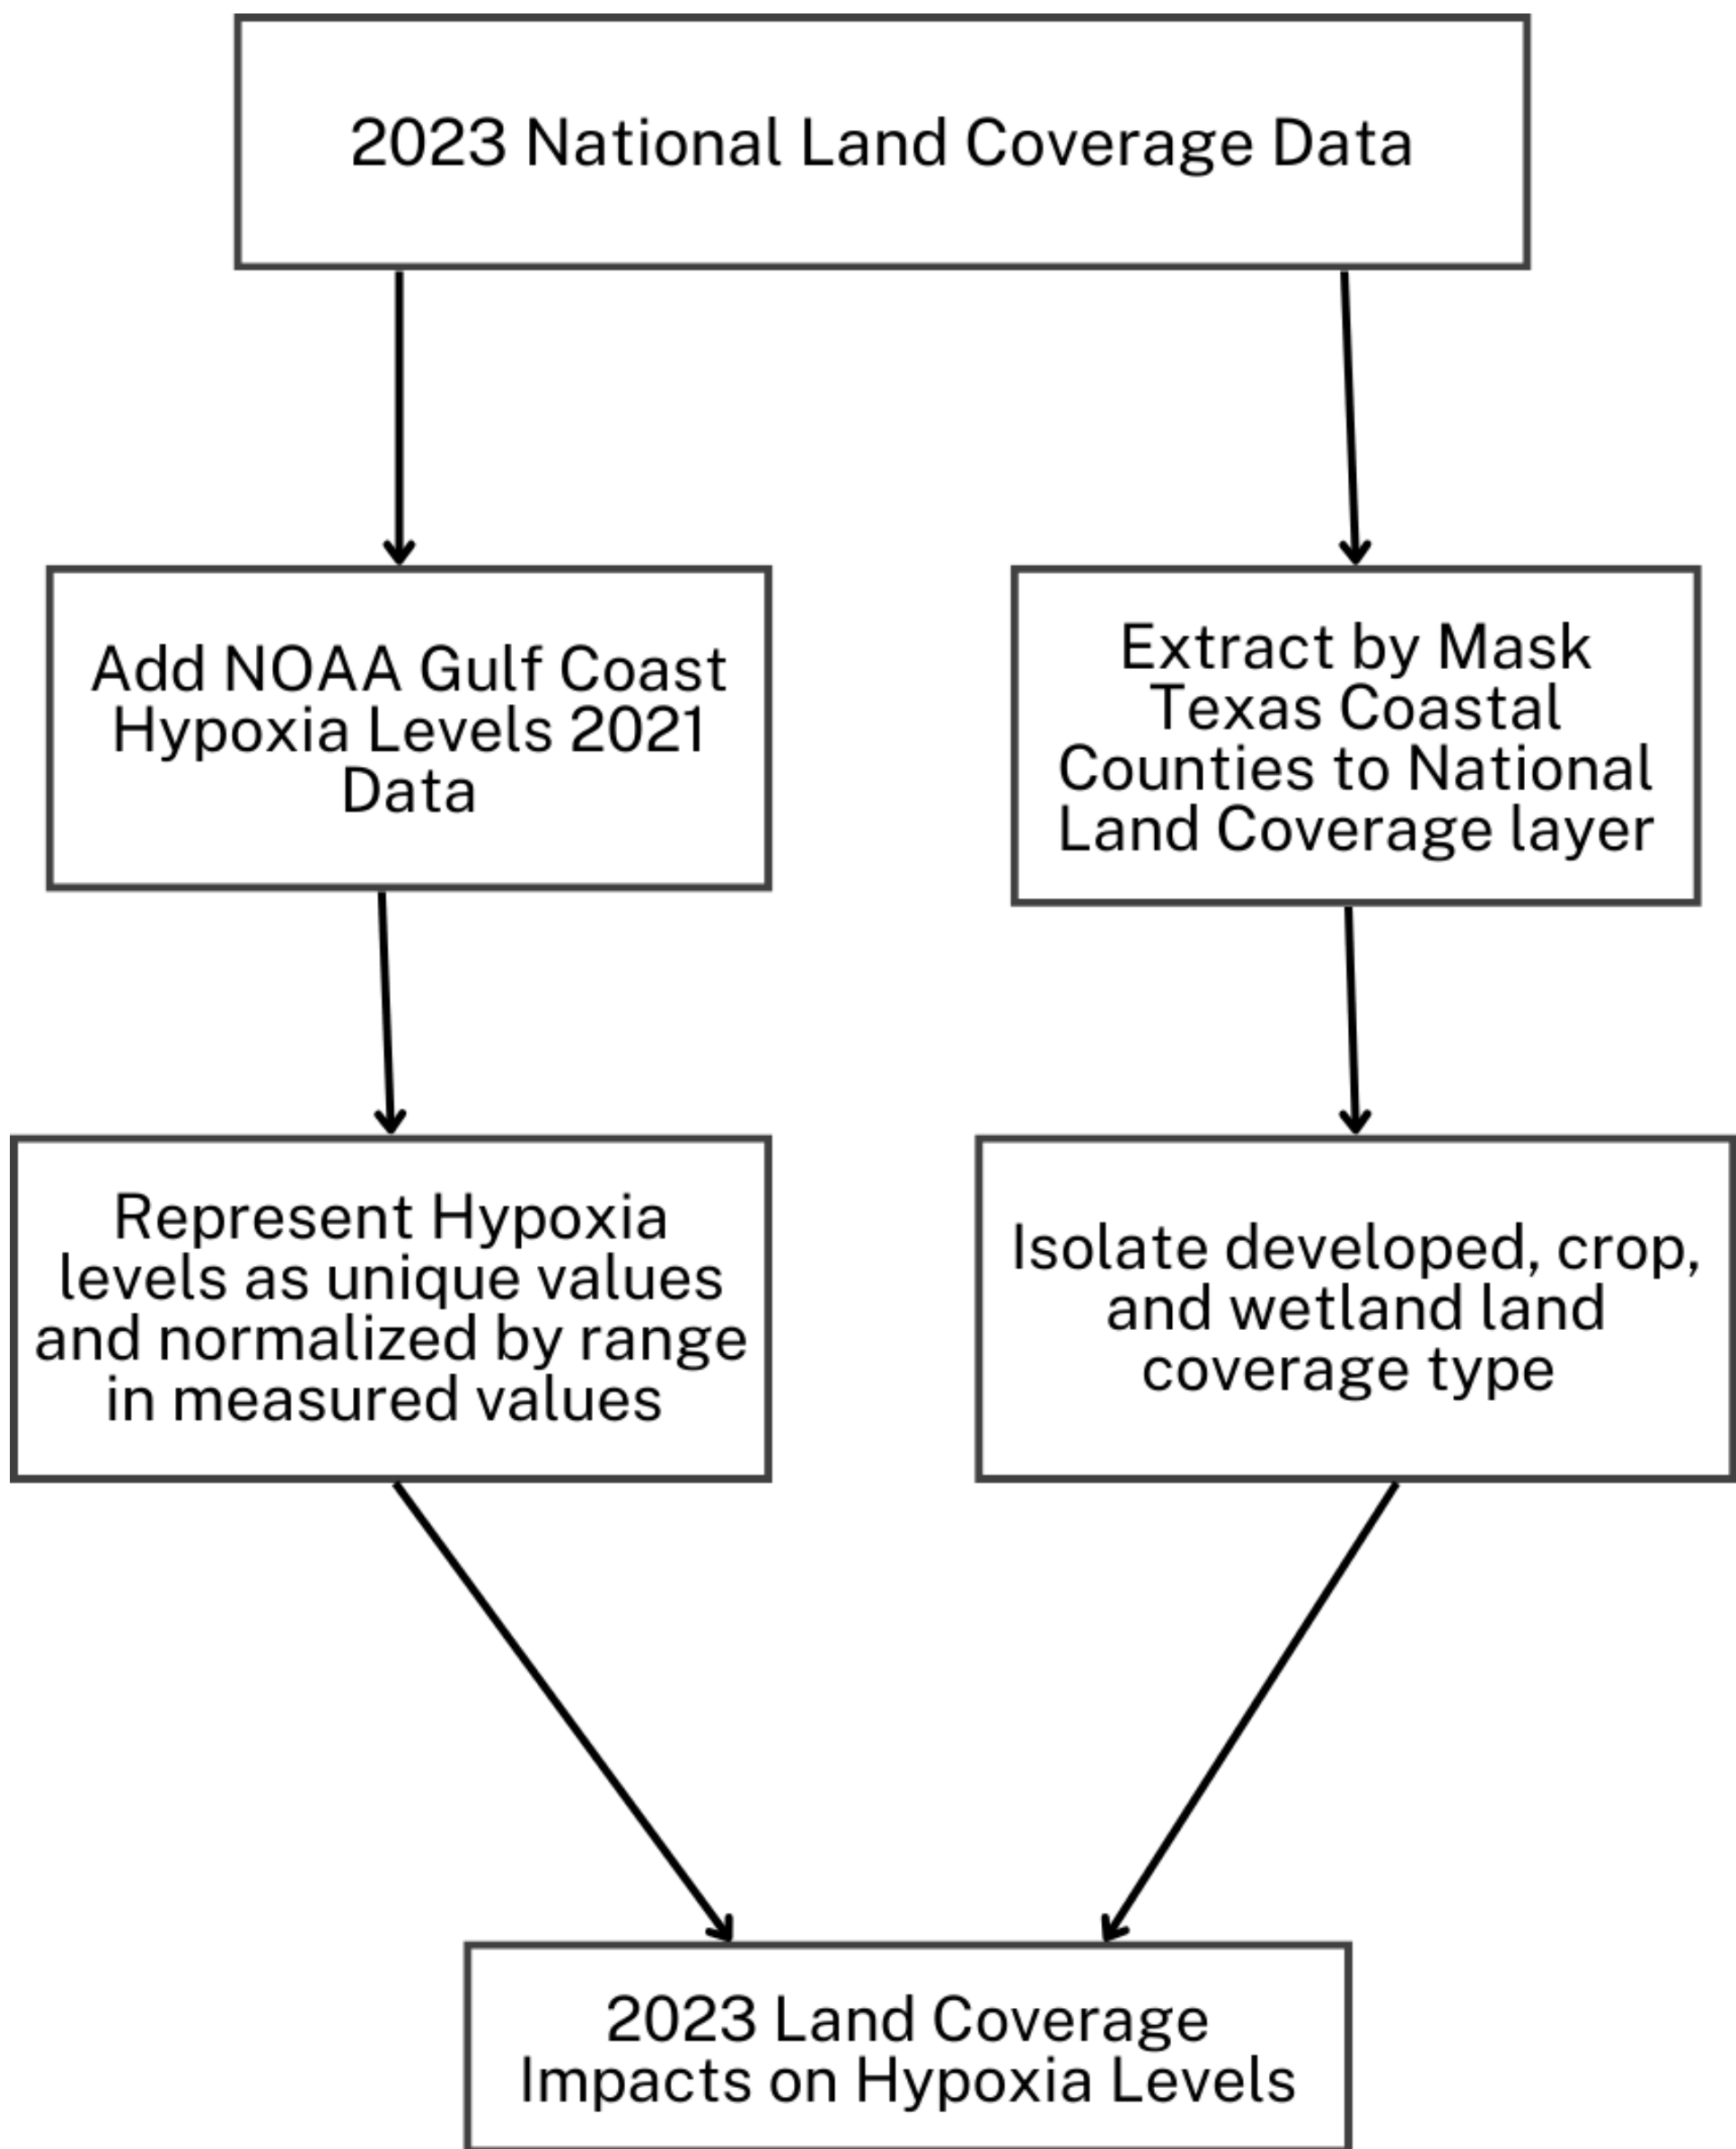 2023 National Land Coverage Data
Add NOAA Gulf Coast
Hypoxia Levels 2021
Data
Extract by Mask
Texas Coastal
Counties to National
Land Coverage layer
Represent Hypoxia
levels as unique values
and normalized by range
in measured values
Isolate developed, crop,
and wetland land
coverage type
2023 Land Coverage
Impacts on Hypoxia Levels